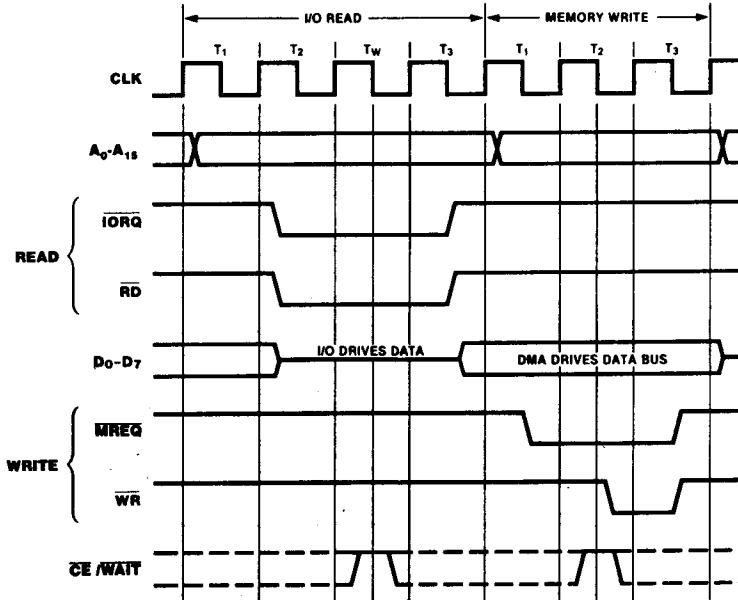 I/O READ MEMORY WRITE
T1 T2 TW T3 T1 T2 T3
CLK
A0-A15
IORQ
READ
RD
D0-D7 I/O DRIVES DATA DMA DRIVES DATA BUS
MREQ
WRITE
WR
CE /WAIT